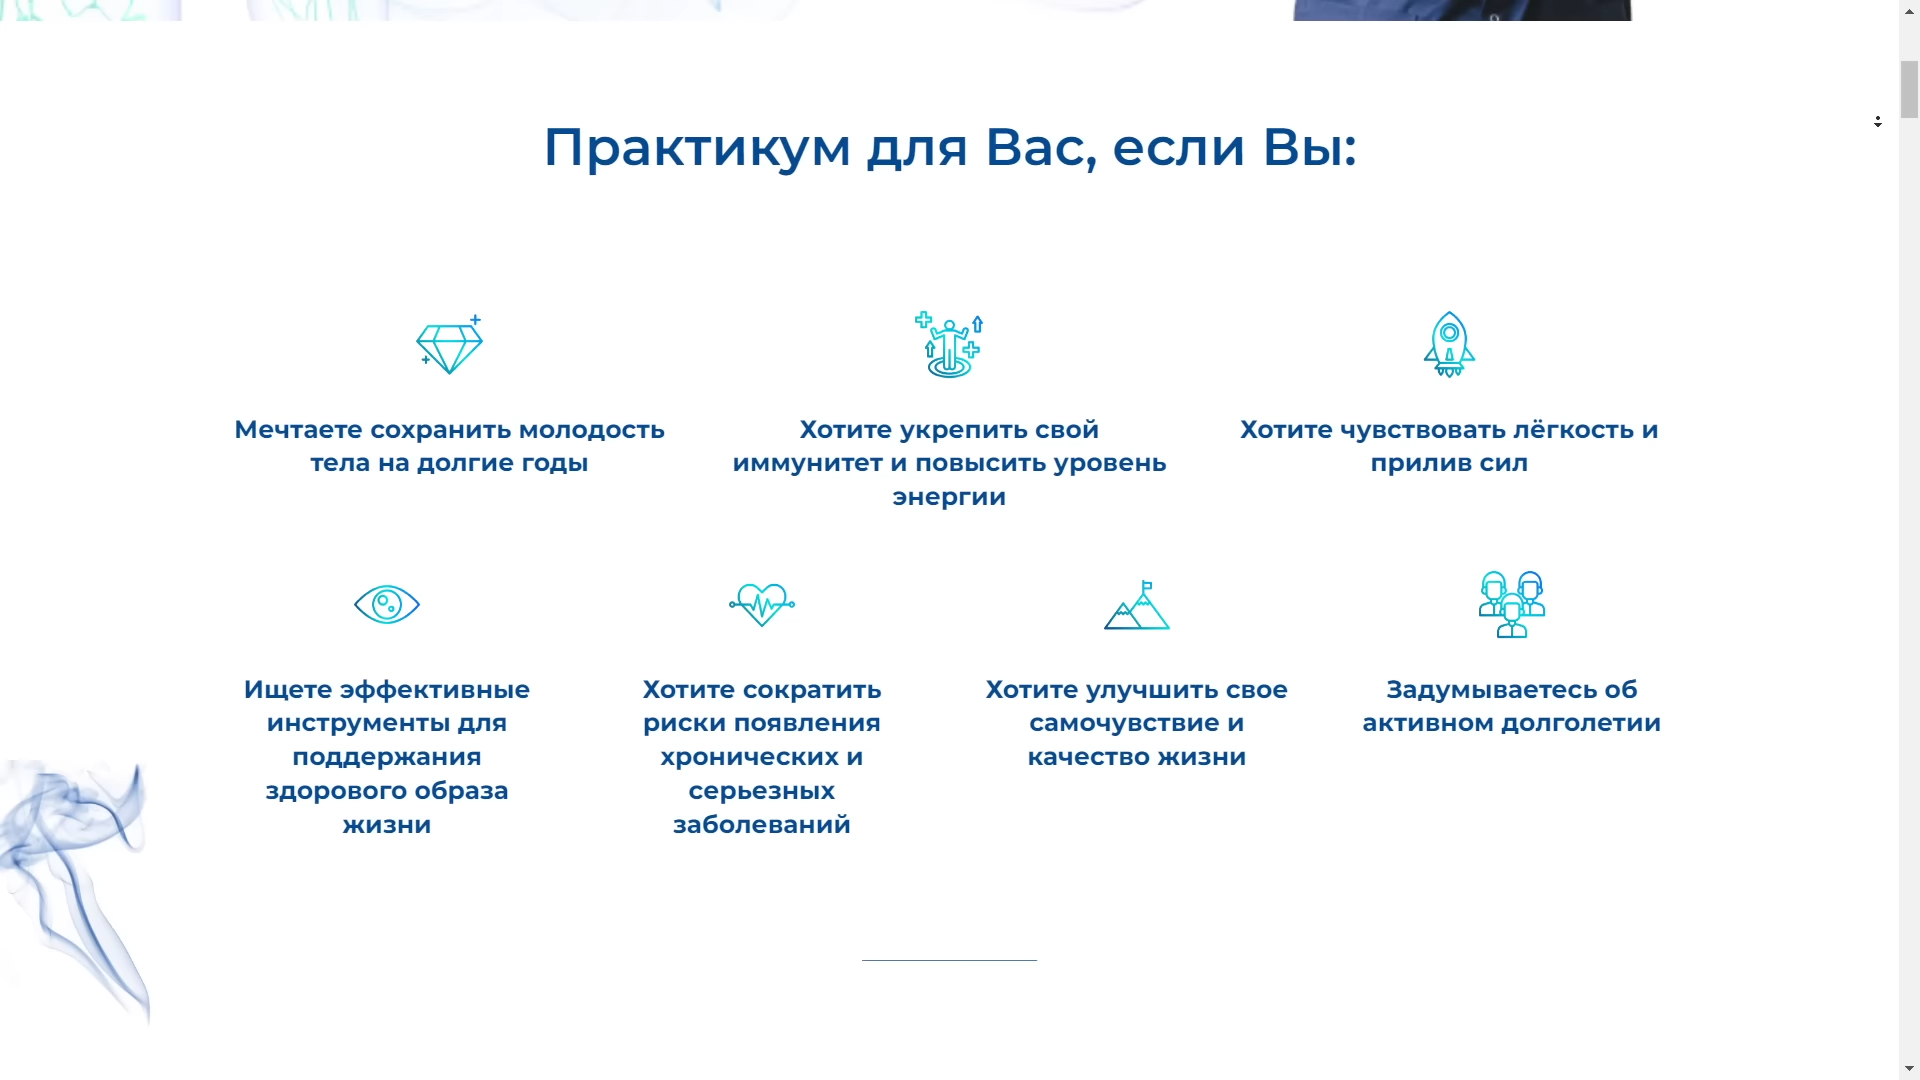 Практикум для Вас, если Вы:
Мечтаете сохранить молодость
тела на долгие годы
Хотите укрепить свой
иммунитет и повысить уровень
энергии
Хотите чувствовать лёгкость и
прилив сил
Ищете эффективные
инструменты для
поддержания
здорового образа
жизни
Хотите сократить
риски появления
хронических и
серьезных
заболеваний
Хотите улучшить свое
самочувствие и
качество жизни
Задумываетесь об
активном долголетии